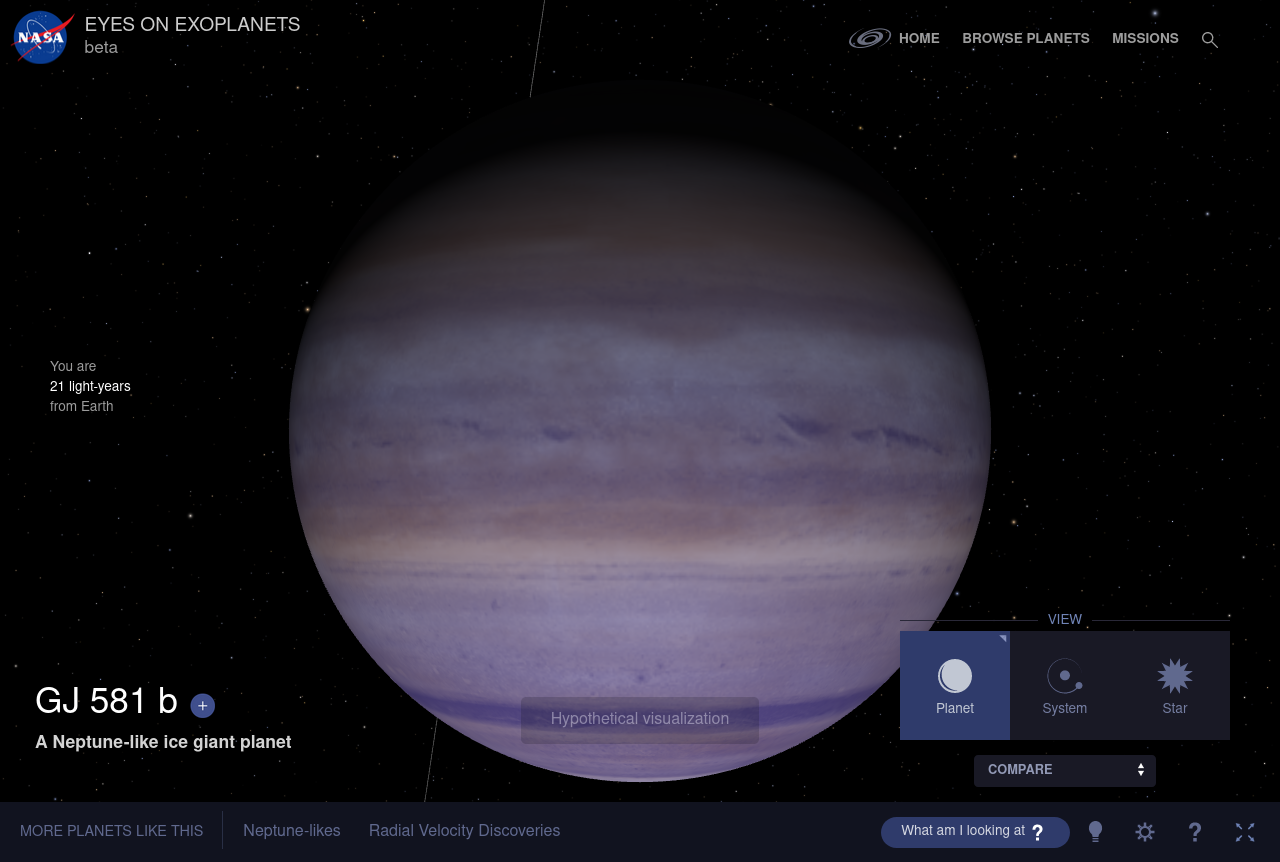 NASA
EYES ON EXOPLANETS
beta
HOME
BROWSE PLANETS
MISSIONS
You are
21 light-years
from Earth
VIEW
Planet
System
Star
GJ 581 b +
A Neptune-like ice giant planet
Hypothetical visualization
COMPARE
MORE PLANETS LIKE THIS
Neptune-likes
Radial Velocity Discoveries
What am I looking at ?
?